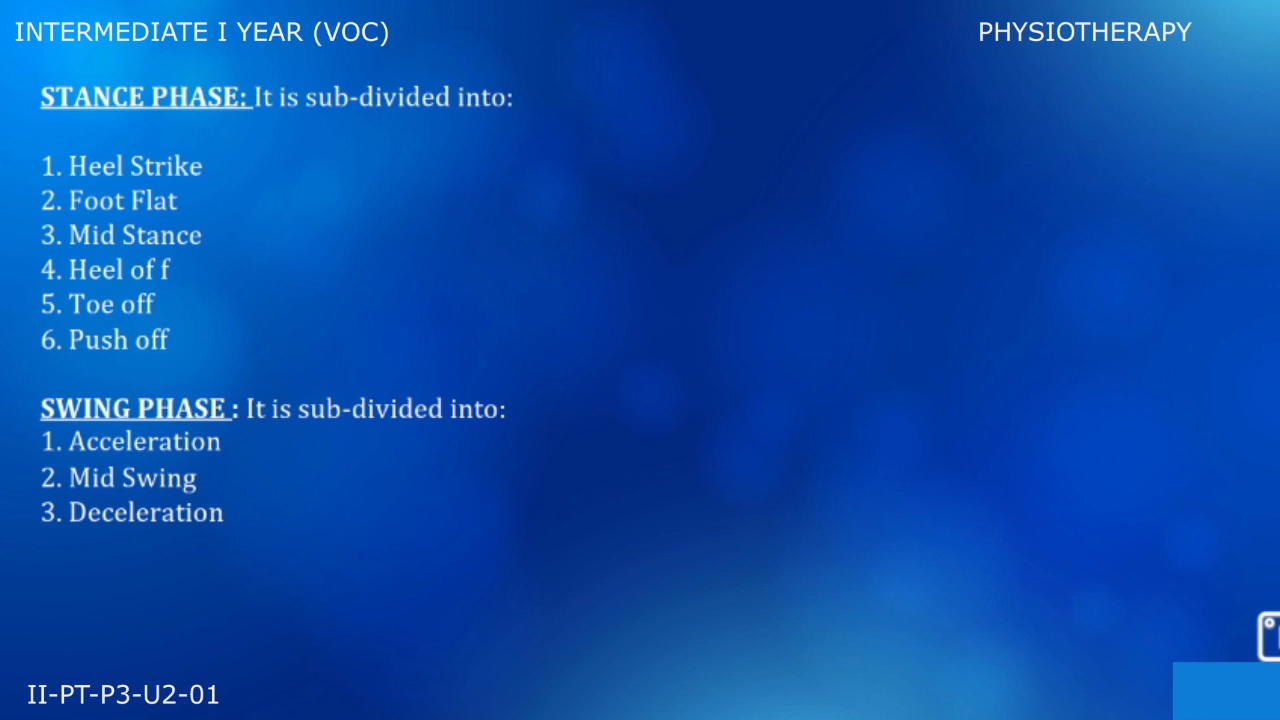 INTERMEDIATE I YEAR (VOC)
PHYSIOTHERAPY
STANCE PHASE: It is sub-divided into:
1. Heel Strike
2. Foot Flat
3. Mid Stance
4. Heel of f
5. Toe off
6. Push off
SWING PHASE : It is sub-divided into:
1. Acceleration
2. Mid Swing
3. Deceleration
II-PT-P3-U2-01